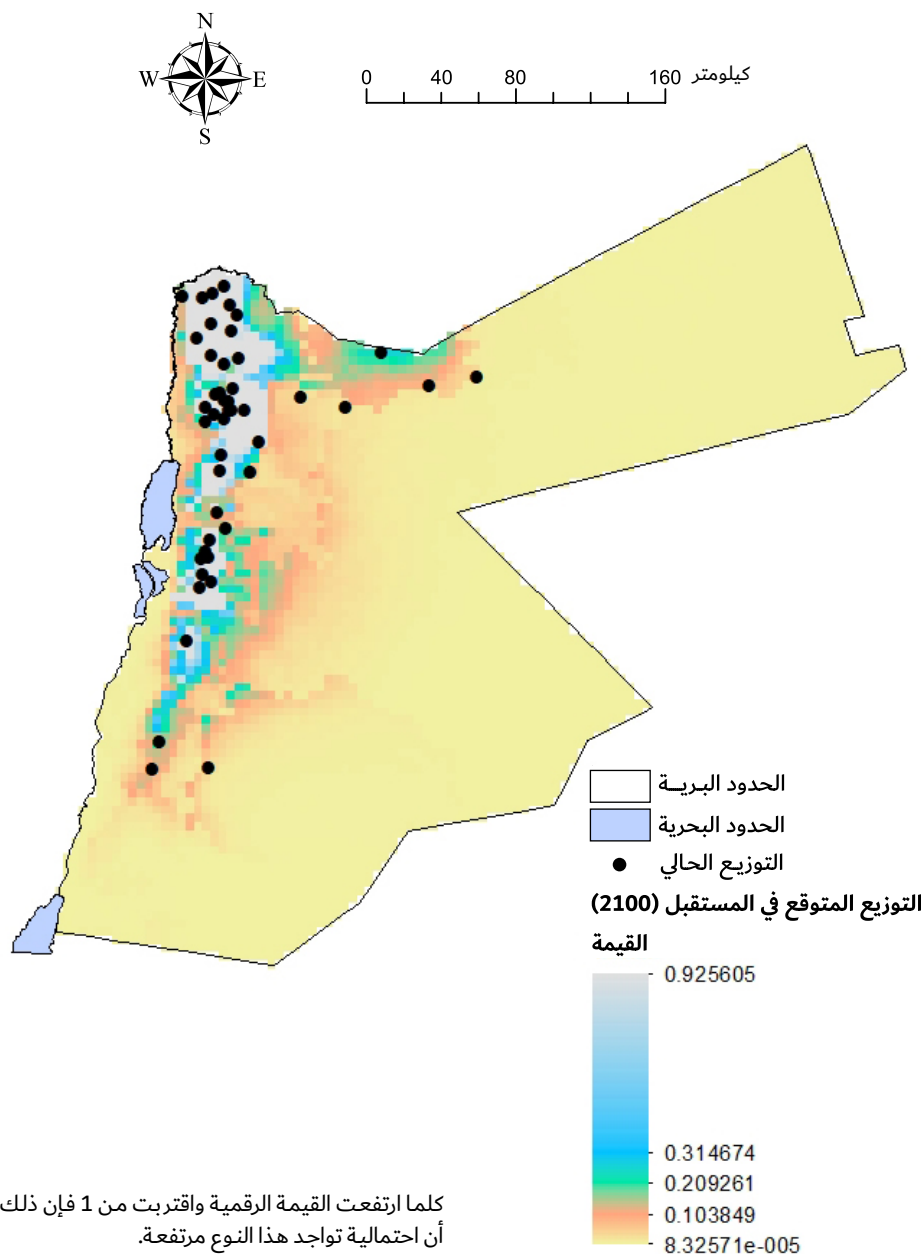 N
W
E
S
0 40 80 160 كيلومتر
الحدود البريــة
الحدود البحرية
التوزيع الحالي
التوزيع المتوقع في المستقبل (2100)
القيمة
0.925605
0.314674
0.209261
0.103849
8.32571e-005
كلما ارتفعت القيمة الرقمية واقتربت من 1 فإن ذلك
أن احتمالية تواجد هذا النوع مرتفعة.